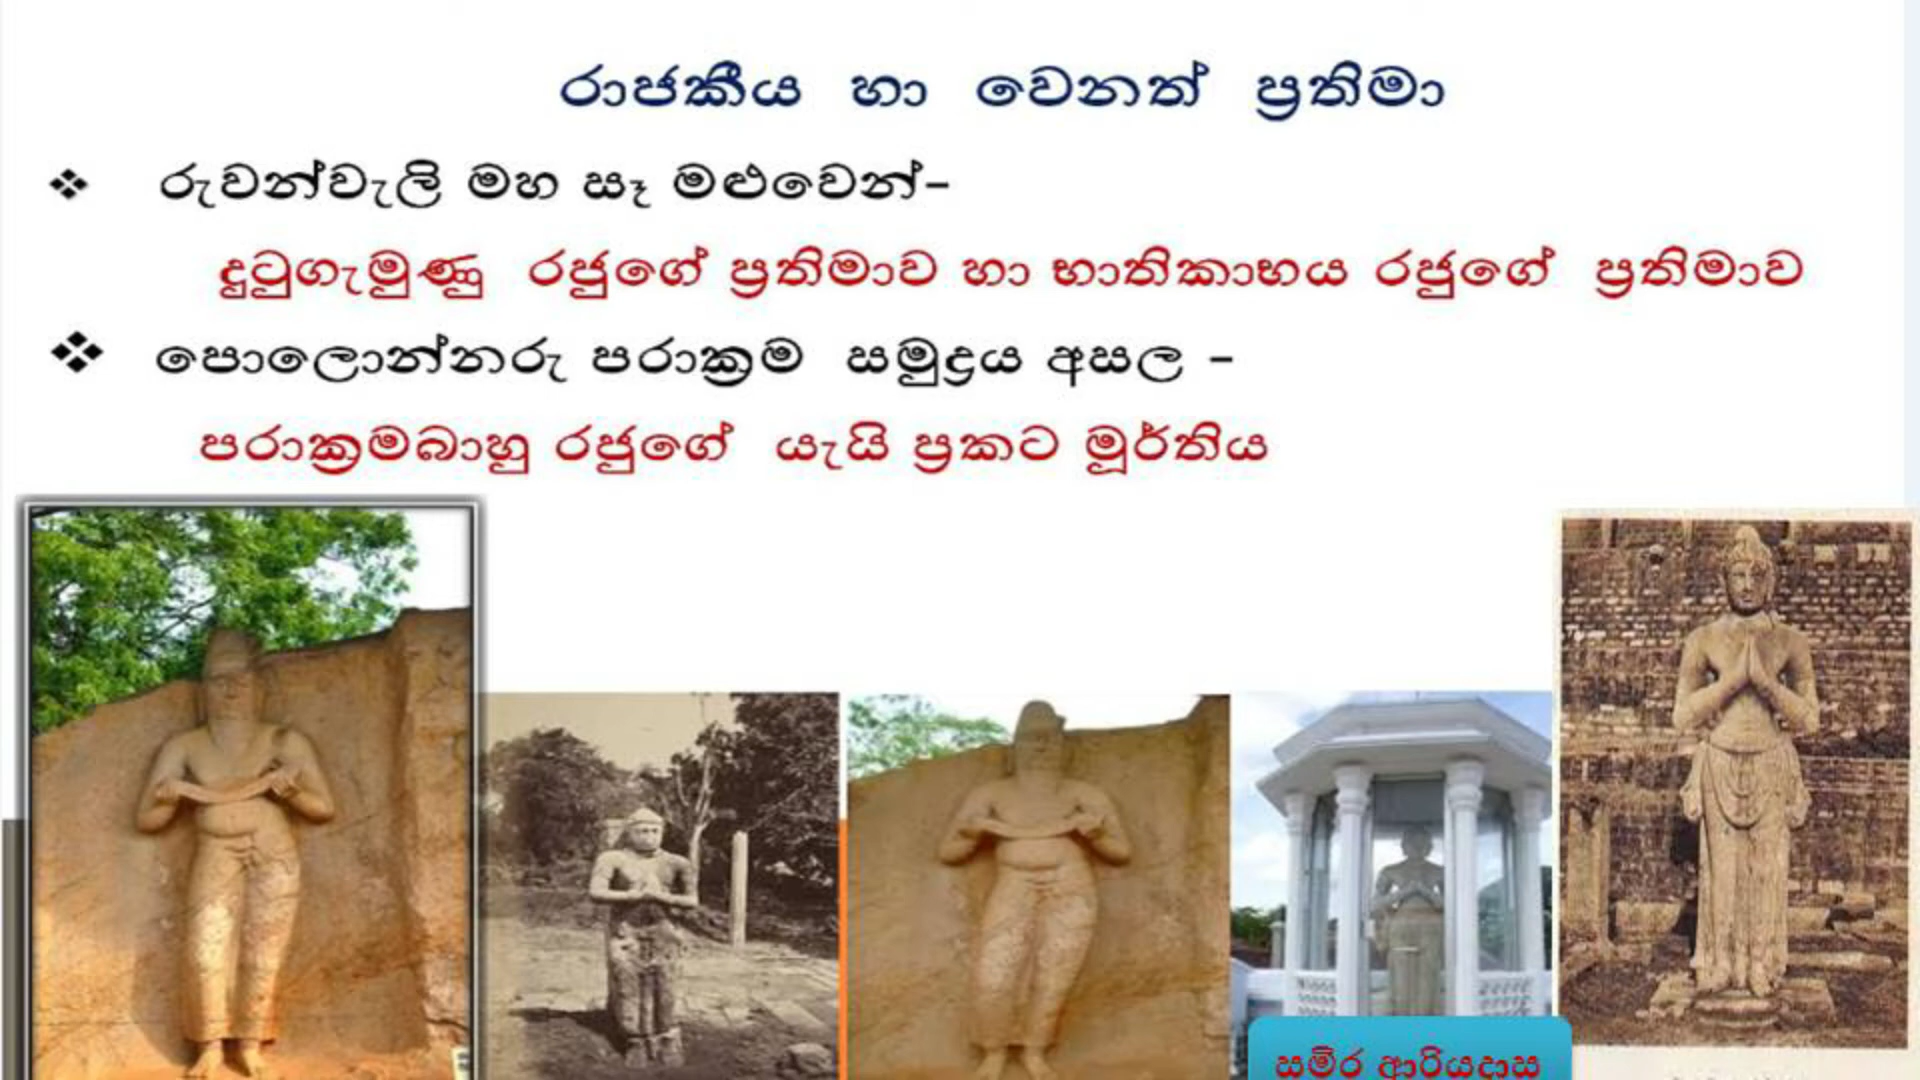 රාජකීය හා වෙනත් ප්‍රතිමා
❖ රුවන්වැලි මහ සෑ මළුවෙන්-
දුටුගැමුණු රජුගේ ප්‍රතිමාව හා භාතිකාභය රජුගේ ප්‍රතිමාව
❖ පොලොන්නරු පරාක්‍රම සමුද්‍රය අසල -
පරාක්‍රමබාහු රජුගේ යැයි ප්‍රකට මූර්තිය
සමීර ආරියදාස